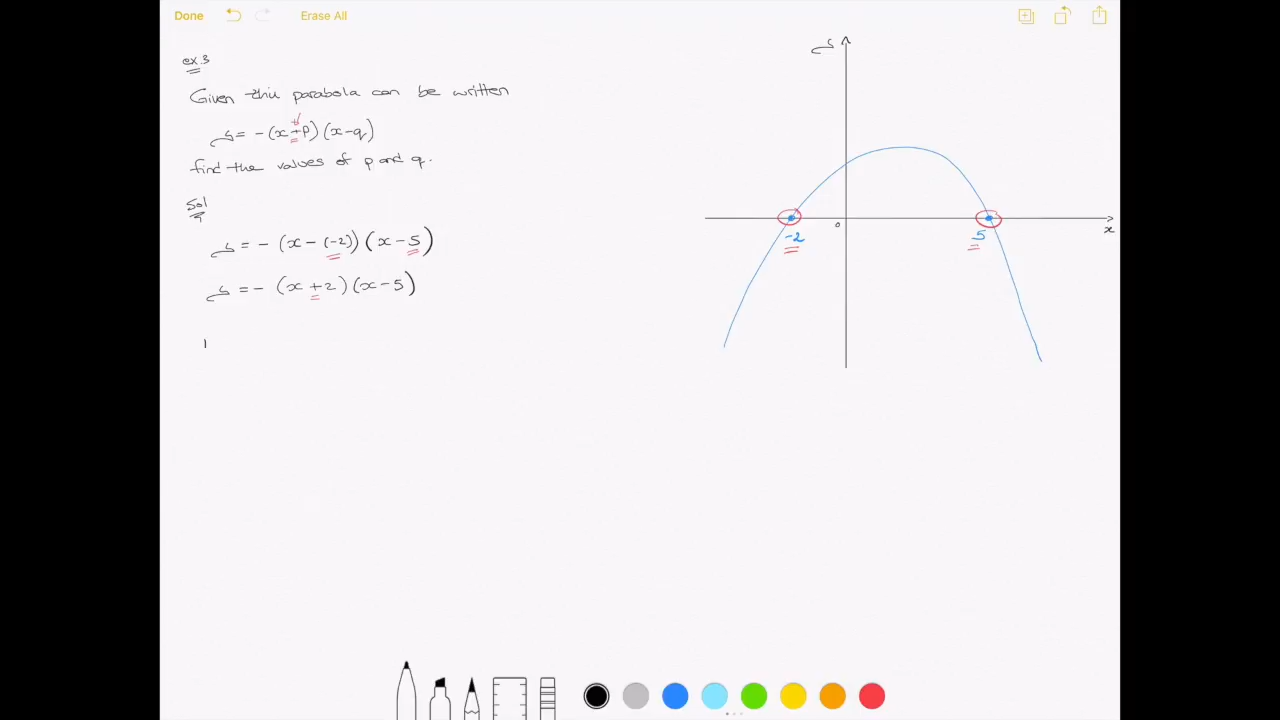 Done
Erase All
ex.3
Given this parabola can be written
y = -(x+p)(x-q)
find the values of p and q.
Sol
y = - (x - (-2)) (x - 5)
y = - (x + 2) (x - 5)
y
x
0
-2
5